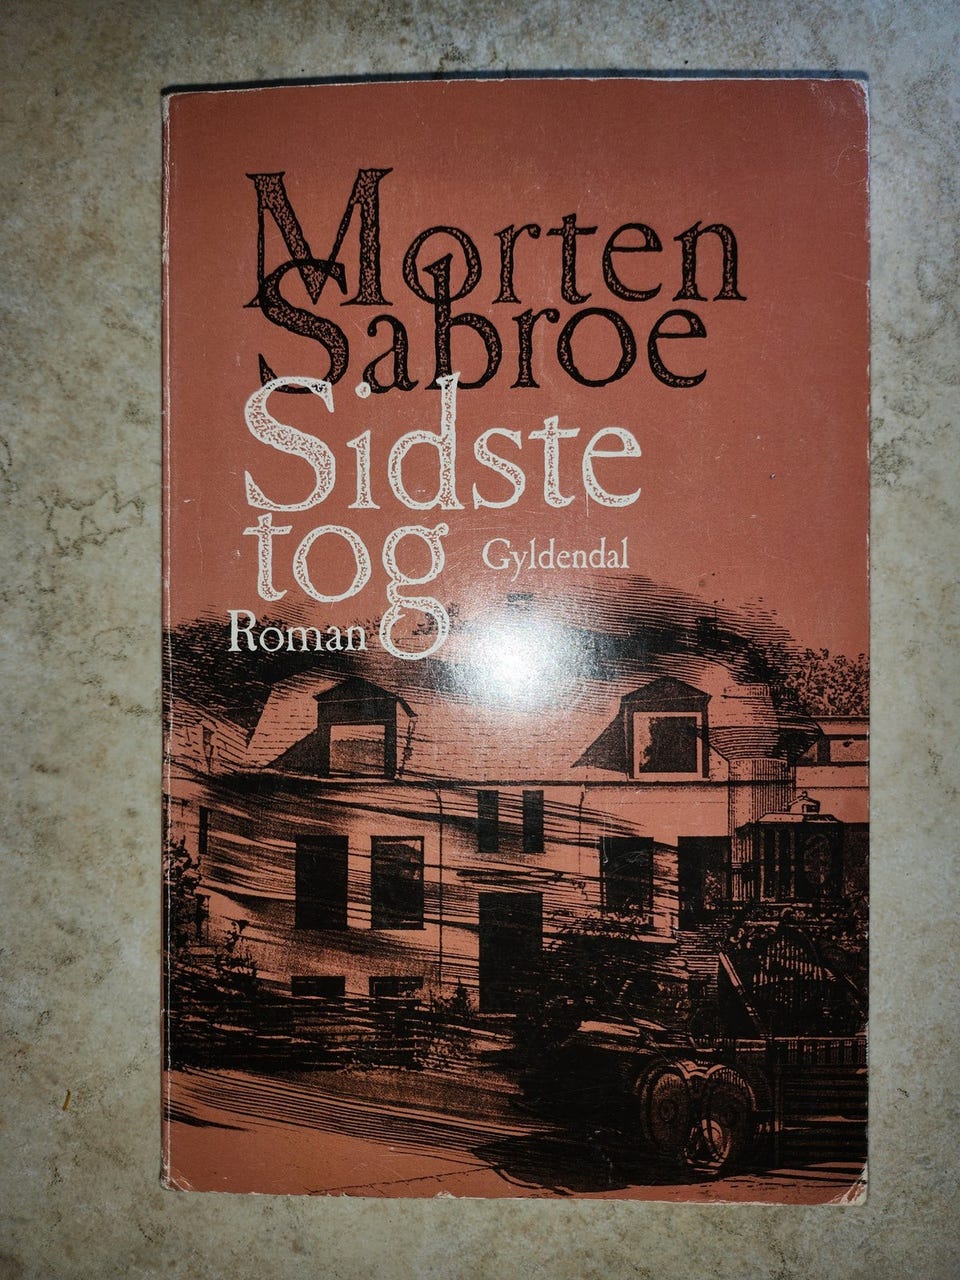 Morten
Sabroe
Sidste
tog
Gyldendal
Roman